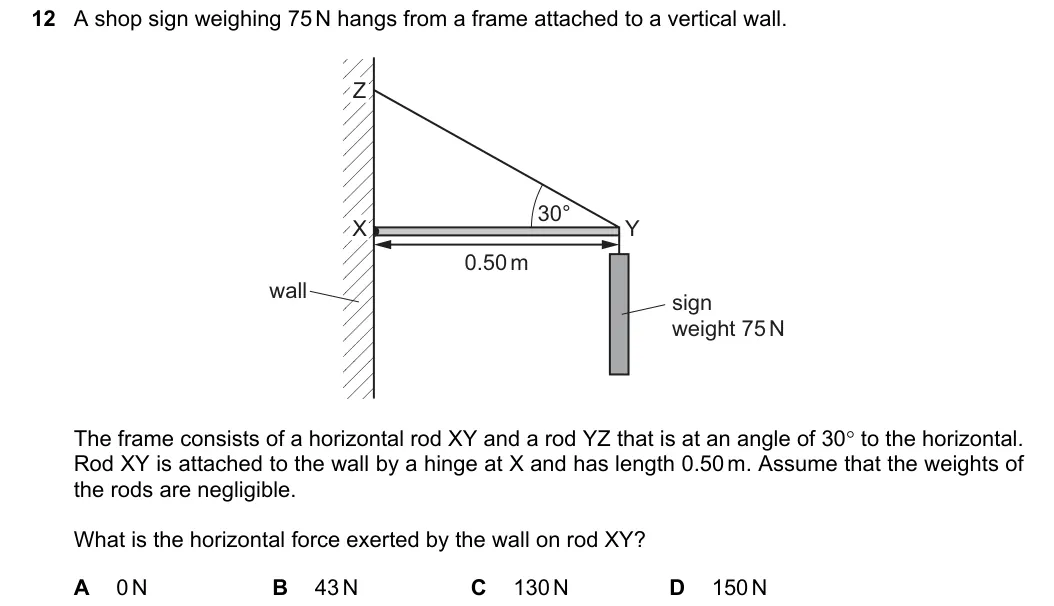 12 A shop sign weighing 75 N hangs from a frame attached to a vertical wall.
Z
30°
X
Y
0.50 m
wall
sign
weight 75 N
The frame consists of a horizontal rod XY and a rod YZ that is at an angle of 30° to the horizontal.
Rod XY is attached to the wall by a hinge at X and has length 0.50 m. Assume that the weights of
the rods are negligible.
What is the horizontal force exerted by the wall on rod XY?
A 0 N B 43 N C 130 N D 150 N